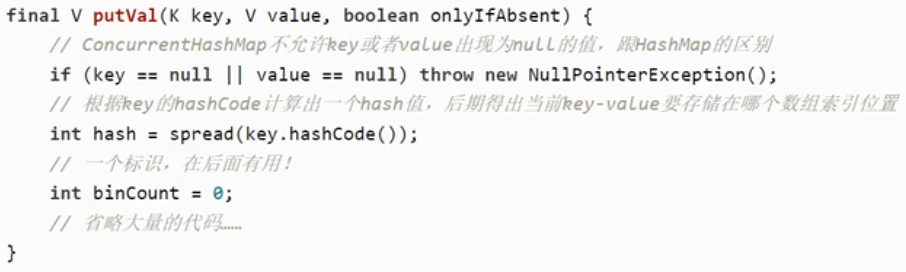 final V putVal(K key, V value, boolean onlyIfAbsent) {
    // ConcurrentHashMap不允许key或者value出现为null的值，跟HashMap的区别
    if (key == null || value == null) throw new NullPointerException();
    // 根据key的hashCode计算出一个hash值，后期得出当前key-value要存储在哪个数组索引位置
    int hash = spread(key.hashCode());
    // 一个标识，在后面有用！
    int binCount = 0;
    // 省略大量的代码……
}